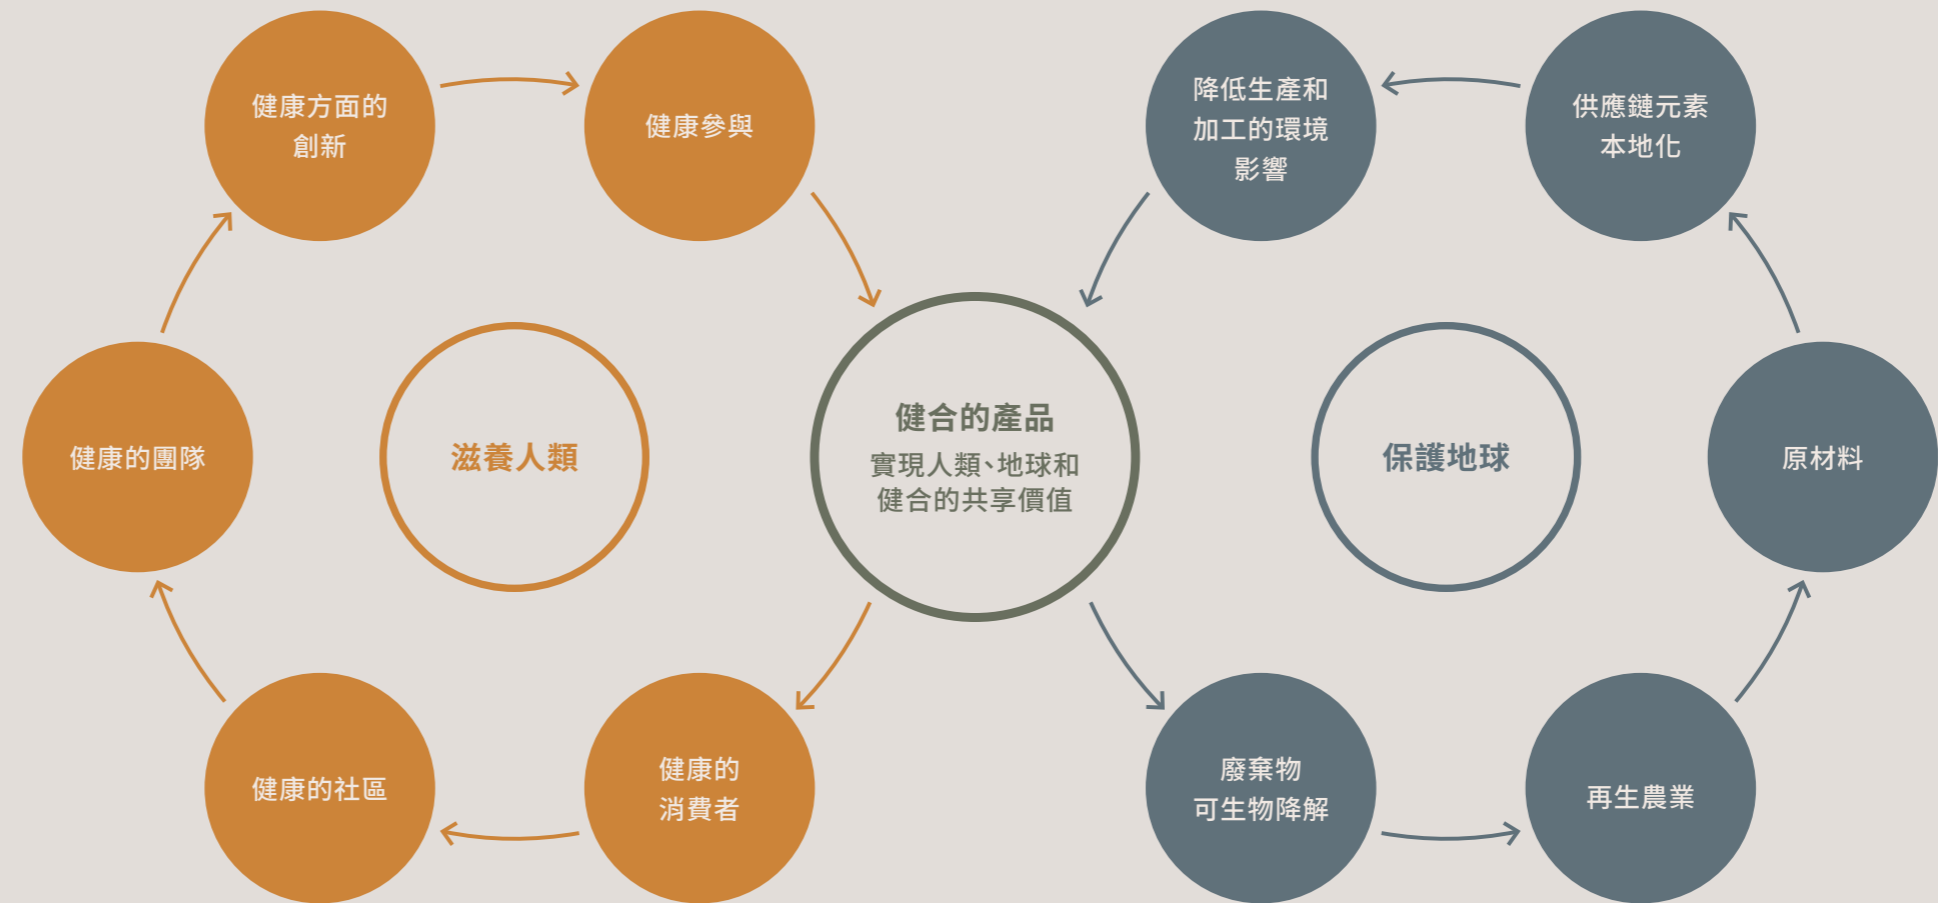 健康方面的
創新
健康參與
降低生產和
加工的環境
影響
供應鏈元素
本地化
健康的團隊
滋養人類
健合的產品
實現人類、地球和
健合的共享價值
保護地球
原材料
健康的社區
健康的
消費者
廢棄物
可生物降解
再生農業